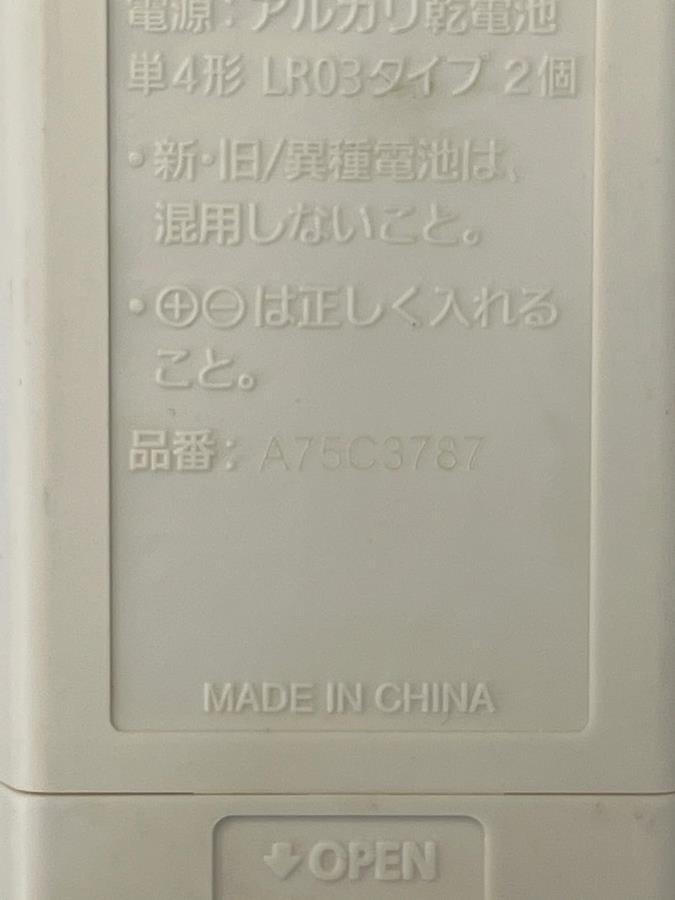 電源：アルカリ乾電池
単4形 LR03タイプ 2個
・新・旧/異種電池は、
混用しないこと。
・⊕⊖は正しく入れる
こと。
品番：A75C3787
MADE IN CHINA
OPEN